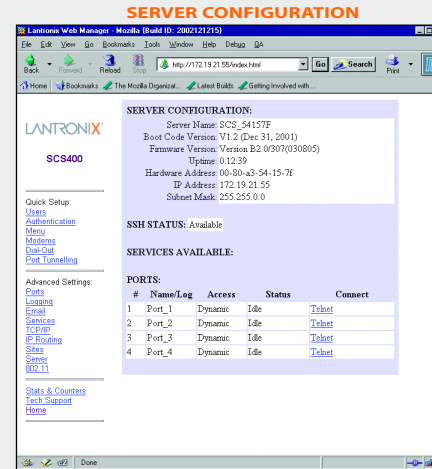 SERVER CONFIGURATION
Lantronix Web Manager - Mozilla {Build ID: 2002121215}
File Edit View Go Bookmarks Tools Window Help Debug QA
Back Forward Reload Stop http://172.19.21.55/index.html Go Search Print
Home Bookmarks The Mozilla Organizat... Latest Builds Getting Involved with ...
LANTRONIX®
SCS400
Quick Setup:
Users
Authentication
Menu
Modems
Dial-Out
Port Tunnelling
Advanced Settings:
Ports
Logging
Email
Services
TCP/IP
IP Routing
Sites
Server
802.11
Stats & Counters
Tech Support
Home
SERVER CONFIGURATION:
Server Name: SCS_54157F
Boot Code Version: V1.2 (Dec 31, 2001)
Firmware Version: Version B2.0/307(030805)
Uptime: 0:12:39
Hardware Address: 00-80-a3-54-15-7f
IP Address: 172.19.21.55
Subnet Mask: 255.255.0.0
SSH STATUS: Available
SERVICES AVAILABLE:
PORTS:
# Name/Log Access Status Connect
1 Port_1 Dynamic Idle Telnet
2 Port_2 Dynamic Idle Telnet
3 Port_3 Dynamic Idle Telnet
4 Port_4 Dynamic Idle Telnet
Done